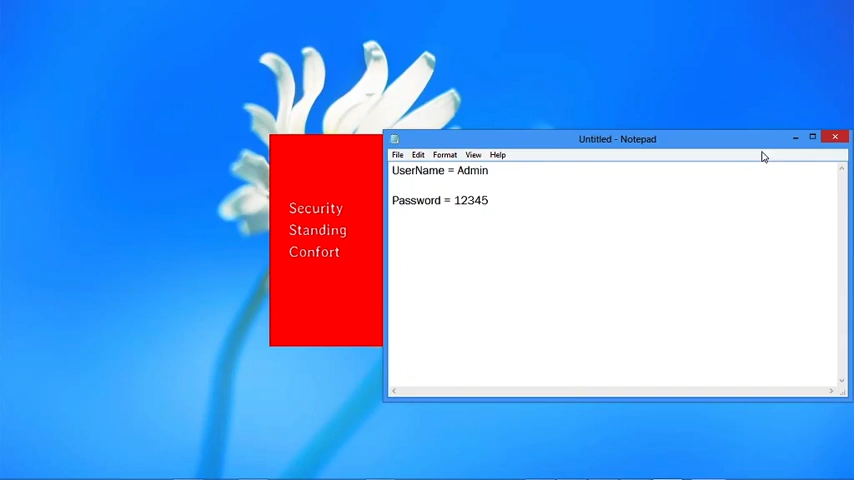 Untitled - Notepad
File Edit Format View Help
UserName = Admin
Password = 12345
Security
Standing
Confort